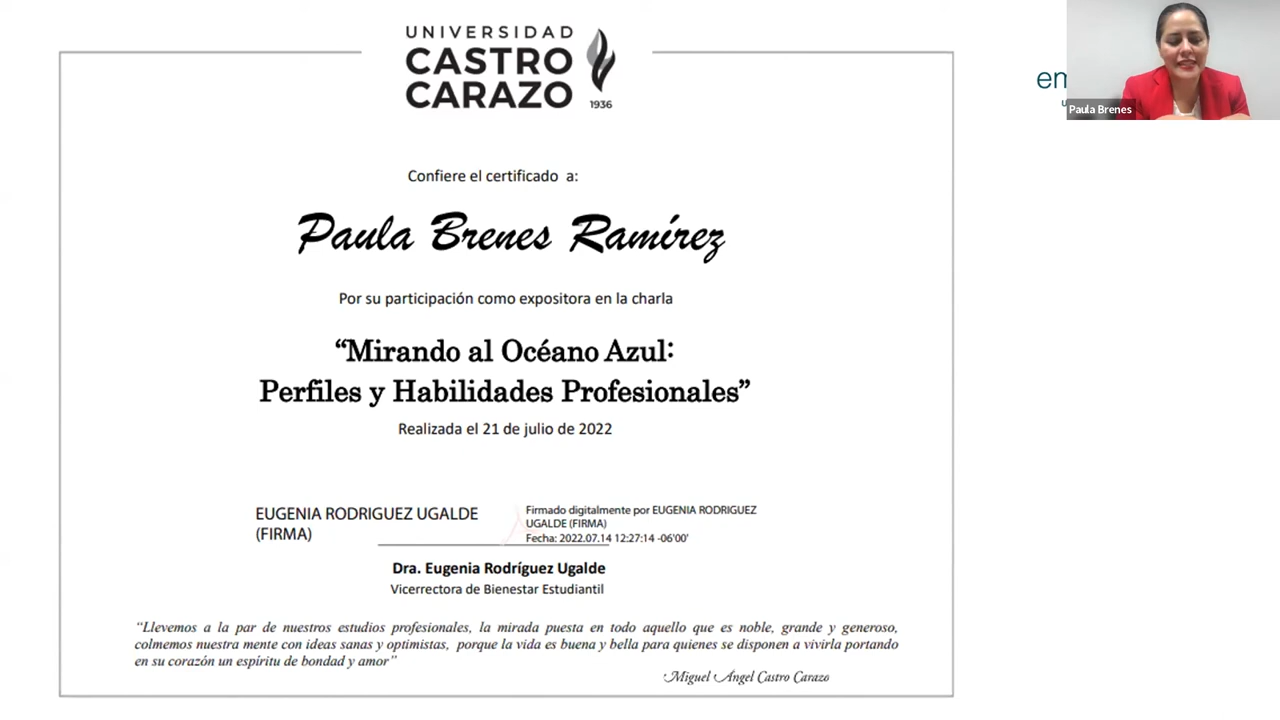 UNIVERSIDAD
CASTRO
CARAZO
1936
em
Paula Brenes
Confiere el certificado a:
Paula Brenes Ramírez
Por su participación como expositora en la charla
“Mirando al Océano Azul:
Perfiles y Habilidades Profesionales”
Realizada el 21 de julio de 2022
EUGENIA RODRIGUEZ UGALDE
(FIRMA)
Firmado digitalmente por EUGENIA RODRIGUEZ
UGALDE (FIRMA)
Fecha: 2022.07.14 12:27:14 -06'00'
Dra. Eugenia Rodríguez Ugalde
Vicerrectora de Bienestar Estudiantil
“Llevemos a la par de nuestros estudios profesionales, la mirada puesta en todo aquello que es noble, grande y generoso,
colmemos nuestra mente con ideas sanas y optimistas, porque la vida es buena y bella para quienes se disponen a vivirla portando
en su corazón un espíritu de bondad y amor”
Miguel Ángel Castro Carazo